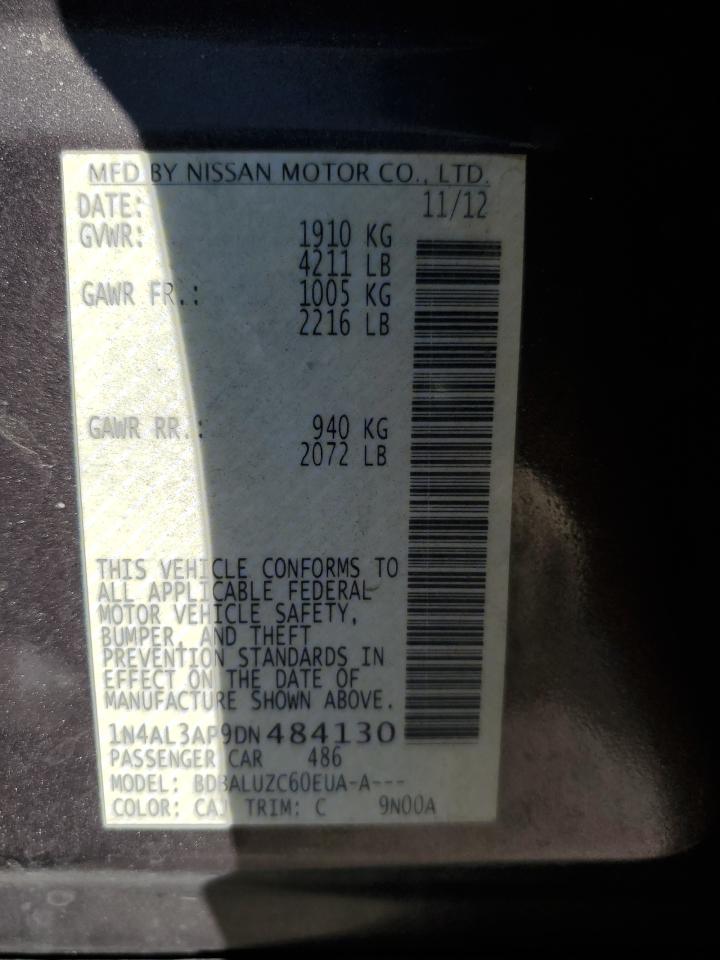 MFD BY NISSAN MOTOR CO., LTD.
DATE: 11/12
GVWR: 1910 KG
4211 LB
GAWR FR.: 1005 KG
2216 LB
GAWR RR.: 940 KG
2072 LB
THIS VEHICLE CONFORMS TO
ALL APPLICABLE FEDERAL
MOTOR VEHICLE SAFETY,
BUMPER, AND THEFT
PREVENTION STANDARDS IN
EFFECT ON THE DATE OF
MANUFACTURE SHOWN ABOVE.
1N4AL3AP9DN484130
PASSENGER CAR 486
MODEL: BDBALUZC60EUA-A---
COLOR: CAJ TRIM: C 9N00A